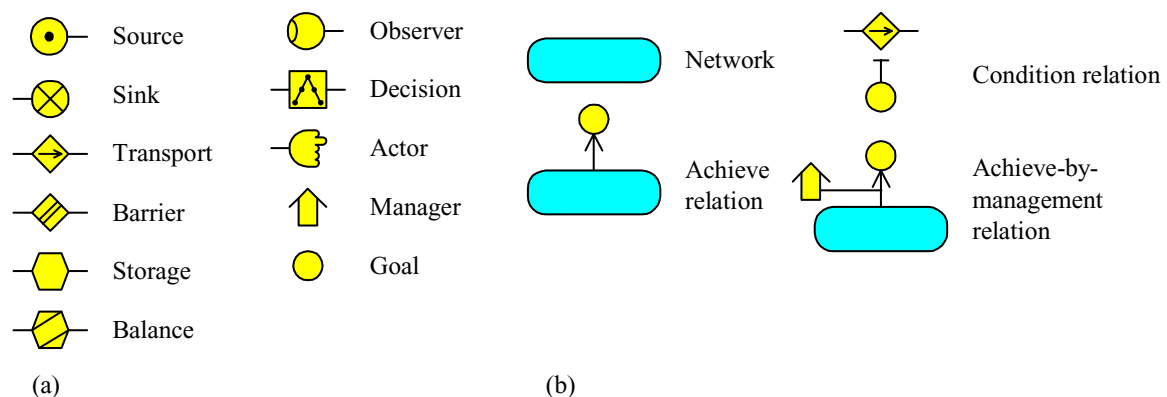 Source
Sink
Transport
Barrier
Storage
Balance
(a)
Observer
Decision
Actor
Manager
Goal
Network
Achieve
relation
(b)
Condition relation
Achieve-by-
management
relation